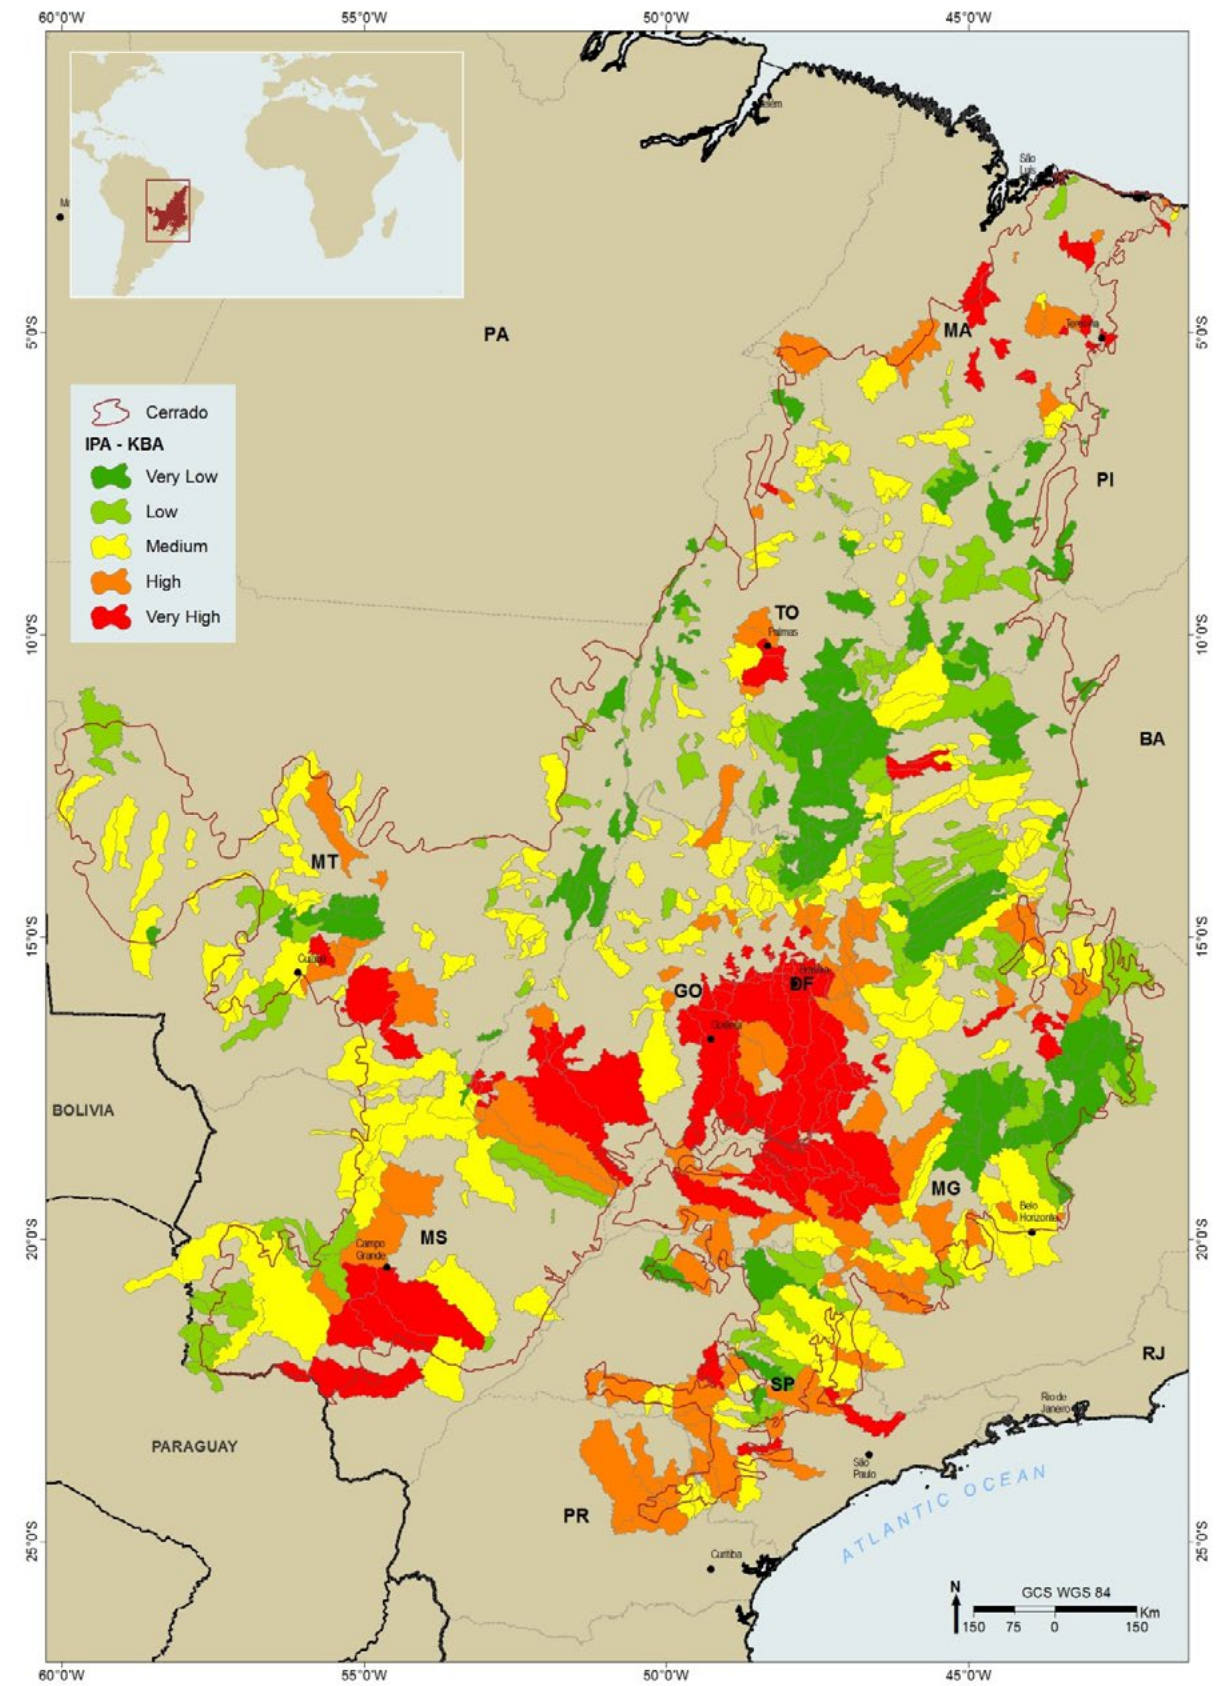 60°0'W 55°0'W 50°0'W 45°0'W
São
Luís
5°0'S
PA
MA
5°0'S
Teresina
Cerrado
IPA - KBA
Very Low
Low
Medium
High
Very High
PI
TO
Palmas
10°0'S
10°0'S
BA
MT
15°0'S
15°0'S
Cuiabá
GO
DF
Brasília
Goiânia
BOLIVIA
MG
Belo
Horizonte
20°0'S
20°0'S
MS
Campo
Grande
RJ
SP
Rio de
Janeiro
PARAGUAY
São
Paulo
ATLANTIC OCEAN
PR
25°0'S
25°0'S
Curitiba
N
GCS WGS 84
150 75 0 150 Km
60°0'W 55°0'W 50°0'W 45°0'W